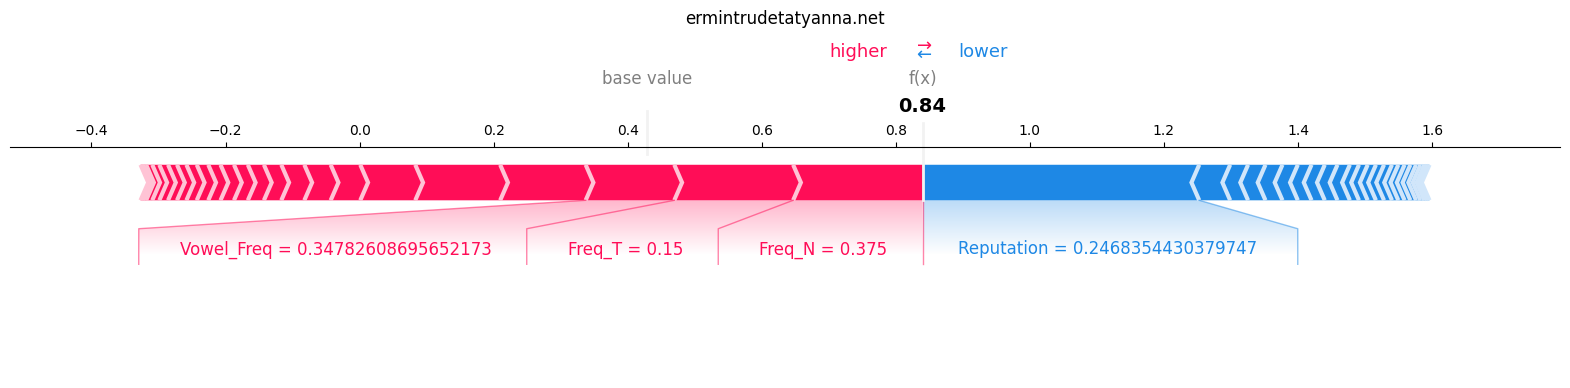 ermintrudetatyanna.net
higher → ← lower
base value f(x)
0.84
−0.4 −0.2 0.0 0.2 0.4 0.6 0.8 1.0 1.2 1.4 1.6
Vowel_Freq = 0.34782608695652173 Freq_T = 0.15 Freq_N = 0.375 Reputation = 0.2468354430379747